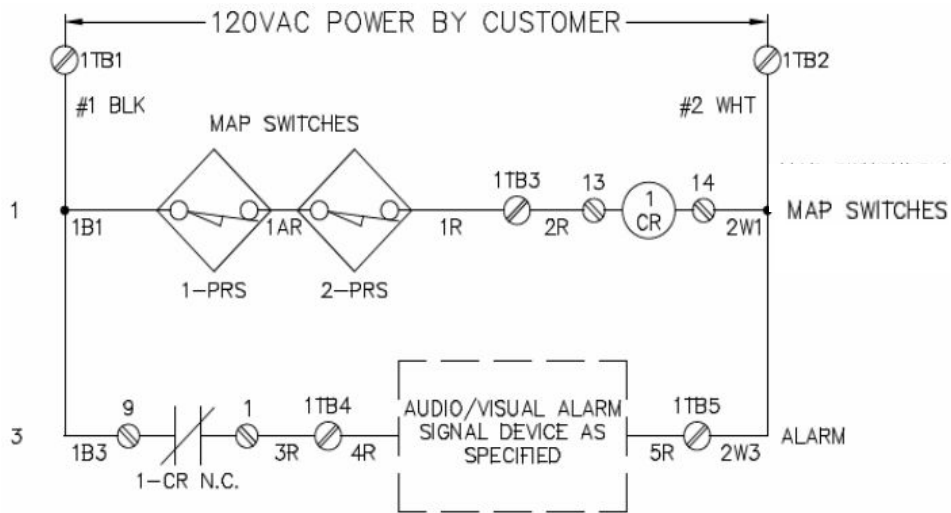 120VAC POWER BY CUSTOMER
1TB1
1TB2
#1 BLK
#2 WHT
MAP SWITCHES
1
1B1
1AR
1R
1TB3
2R
13
1
CR
14
2W1
MAP SWITCHES
1-PRS
2-PRS
3
1B3
9
1-CR N.C.
1
3R
1TB4
4R
AUDIO/VISUAL ALARM
SIGNAL DEVICE AS
SPECIFIED
5R
1TB5
2W3
ALARM